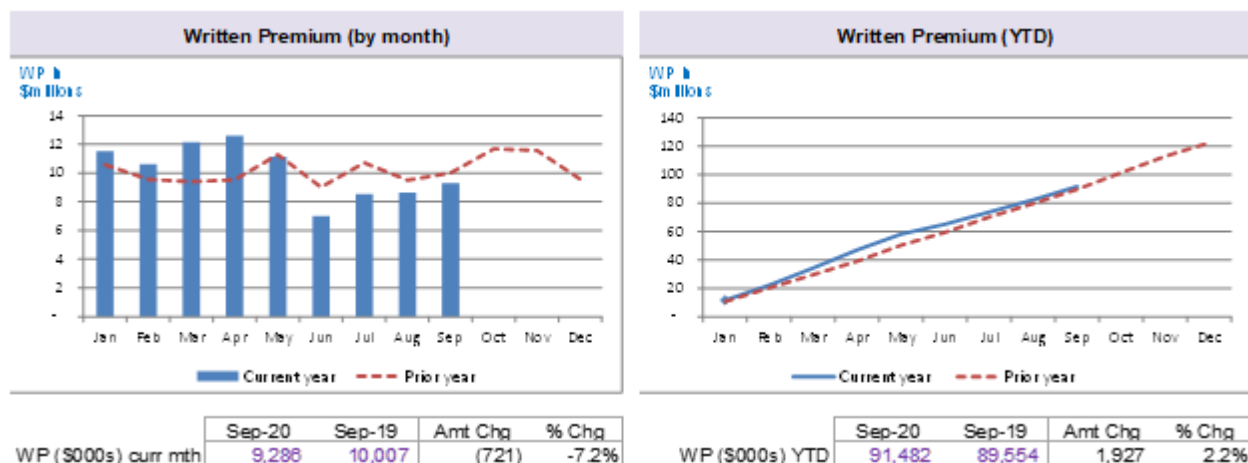 Written Premium (by month)
WP in
$millions
14
12
10
8
6
4
2
-
Jan Feb Mar Apr May Jun Jul Aug Sep Oct Nov Dec
Current year Prior year
Sep-20 Sep-19 Amt Chg % Chg
WP ($000s) curr mth 9,286 10,007 (721) -7.2%
Written Premium (YTD)
WP in
$millions
140
120
100
80
60
40
20
-
Jan Feb Mar Apr May Jun Jul Aug Sep Oct Nov Dec
Current year Prior year
Sep-20 Sep-19 Amt Chg % Chg
WP ($000s) YTD 91,482 89,554 1,927 2.2%